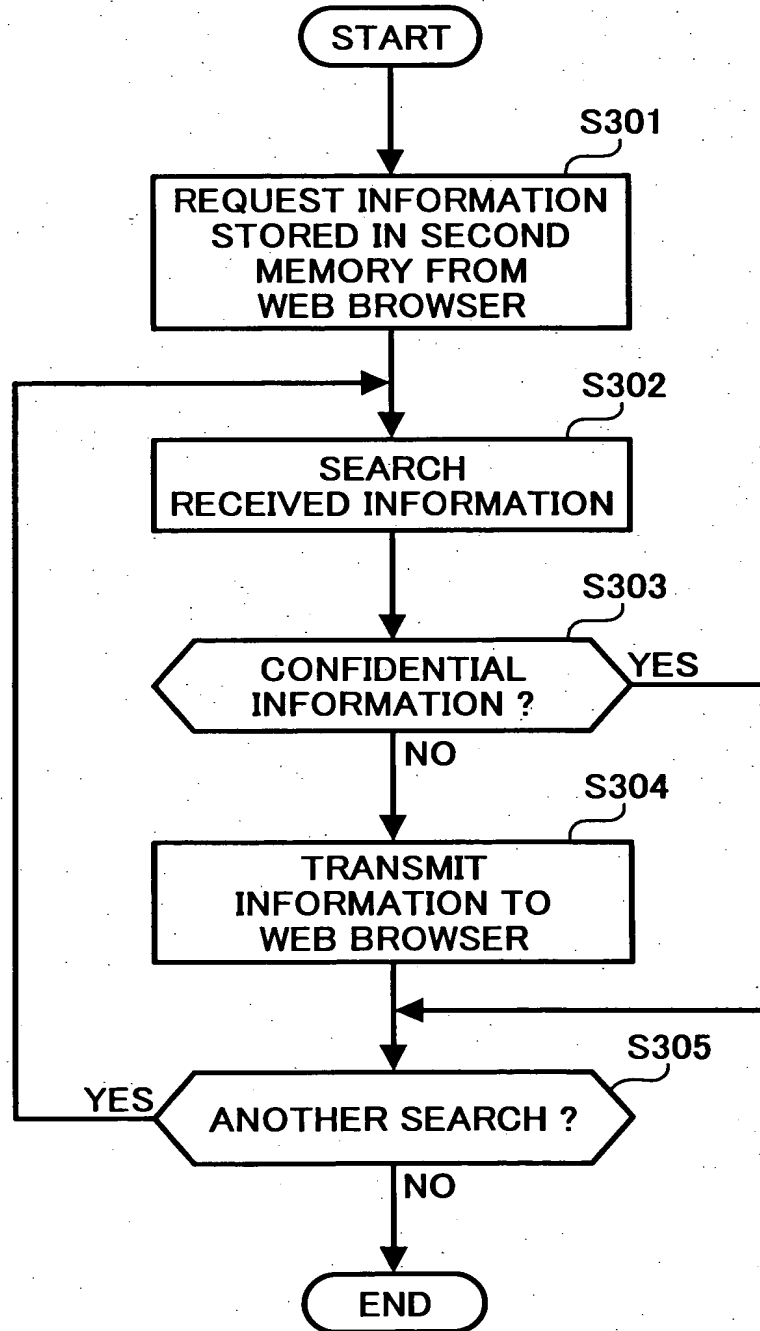 START
S301
REQUEST INFORMATION
STORED IN SECOND
MEMORY FROM
WEB BROWSER
S302
SEARCH
RECEIVED INFORMATION
S303
CONFIDENTIAL
INFORMATION ?
YES
NO
S304
TRANSMIT
INFORMATION TO
WEB BROWSER
S305
YES
ANOTHER SEARCH ?
NO
END